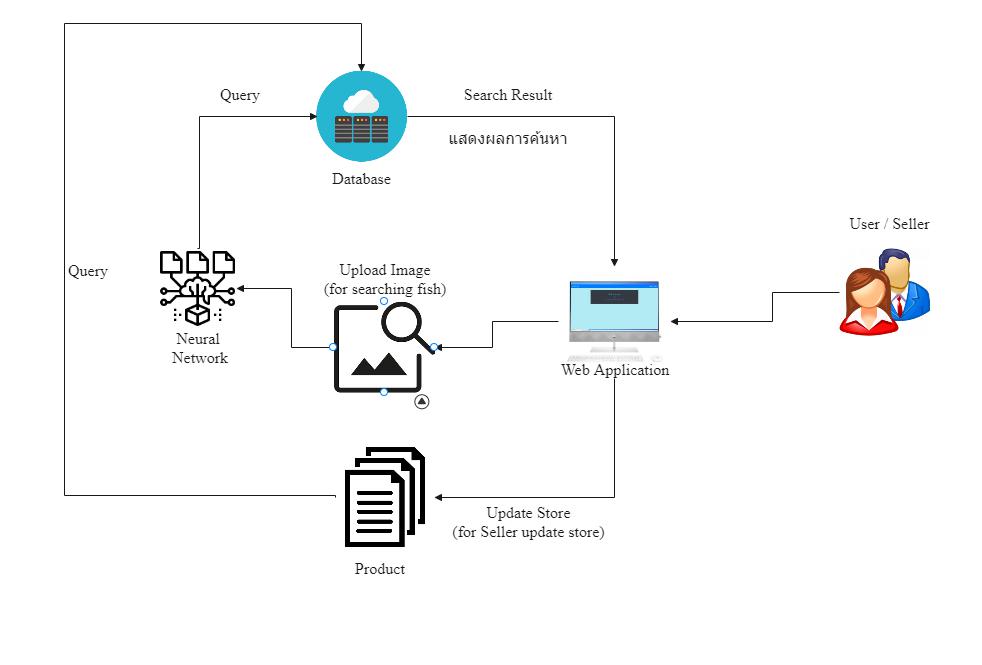 Query
Search Result
แสดงผลการค้นหา
Database
User / Seller
Query
Upload Image
(for searching fish)
Neural
Network
Web Application
Update Store
(for Seller update store)
Product